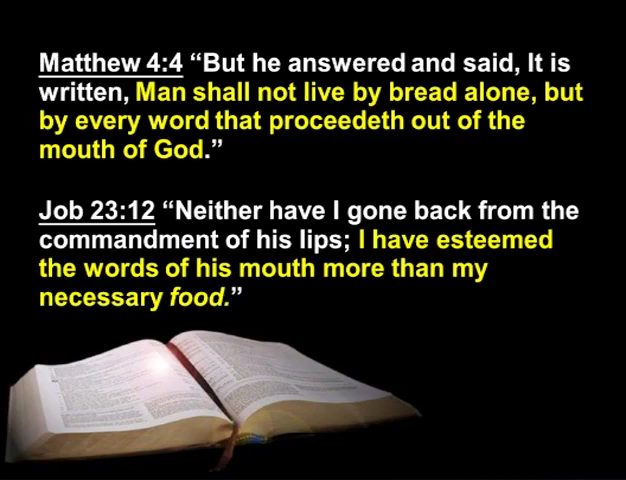 Matthew 4:4 “But he answered and said, It is
written, Man shall not live by bread alone, but
by every word that proceedeth out of the
mouth of God.”
Job 23:12 “Neither have I gone back from the
commandment of his lips; I have esteemed
the words of his mouth more than my
necessary food.”